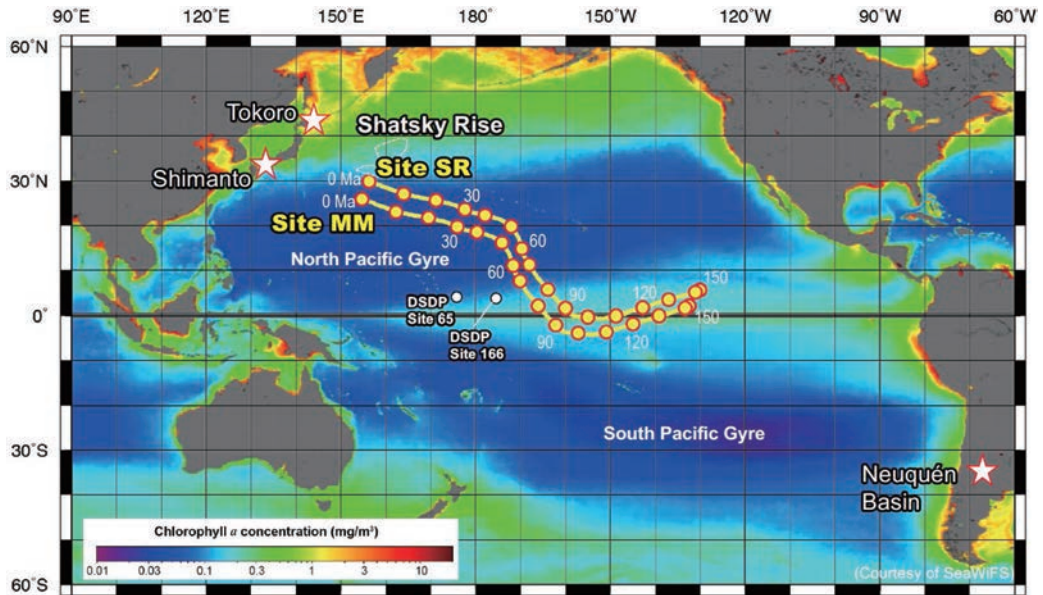 90°E 120°E 150°E 180° 150°W 120°W 90°W 60°W
60°N
Tokoro
Shatsky Rise
Shimanto
0 Ma
Site SR
30°N
0 Ma
Site MM
30
30
60
North Pacific Gyre
60
150
DSDP
Site 65
90
120
0°
150
DSDP
Site 166
90
120
South Pacific Gyre
30°S
Neuquén
Basin
Chlorophyll a concentration (mg/m³)
0.01 0.03 0.1 0.3 1 3 10
60°S
(Courtesy of SeaWiFS)